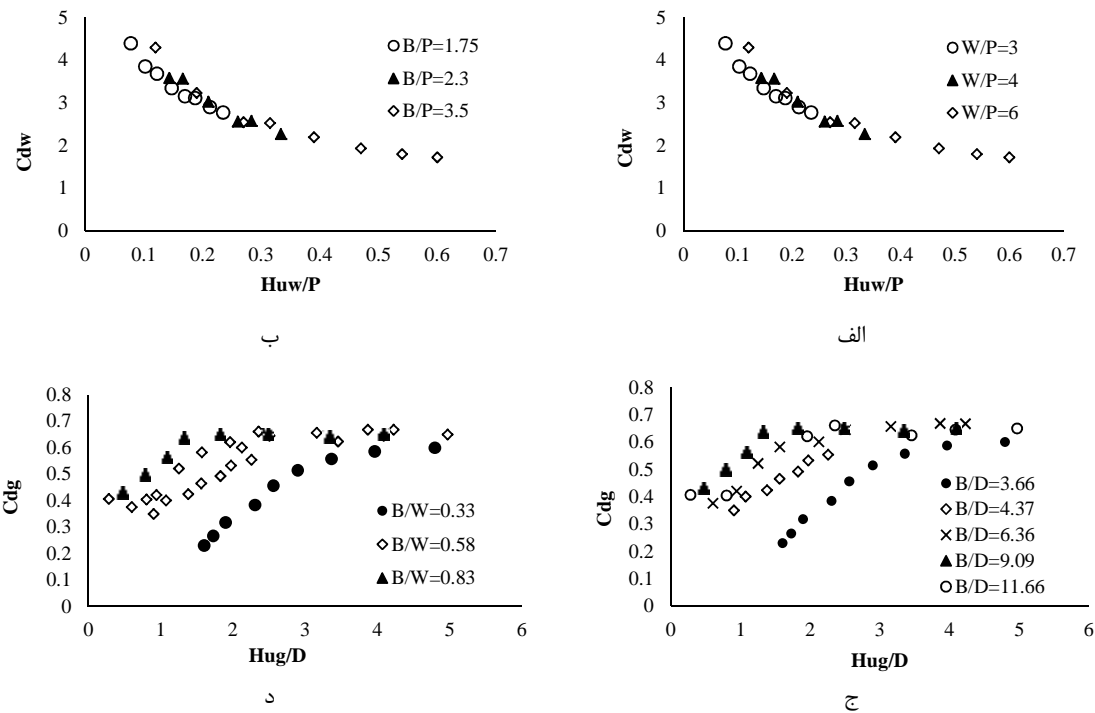 5
4
3
2
1
0
Cdw
B/P=1.75
B/P=2.3
B/P=3.5
0 0.1 0.2 0.3 0.4 0.5 0.6 0.7
Huw/P
ب
5
4
3
2
1
0
Cdw
W/P=3
W/P=4
W/P=6
0 0.1 0.2 0.3 0.4 0.5 0.6 0.7
Huw/P
الف
0.8
0.7
0.6
0.5
0.4
0.3
0.2
0.1
0
Cdg
B/W=0.33
B/W=0.58
B/W=0.83
0 1 2 3 4 5 6
Hug/D
د
0.8
0.7
0.6
0.5
0.4
0.3
0.2
0.1
0
Cdg
B/D=3.66
B/D=4.37
B/D=6.36
B/D=9.09
B/D=11.66
0 1 2 3 4 5 6
Hug/D
ج